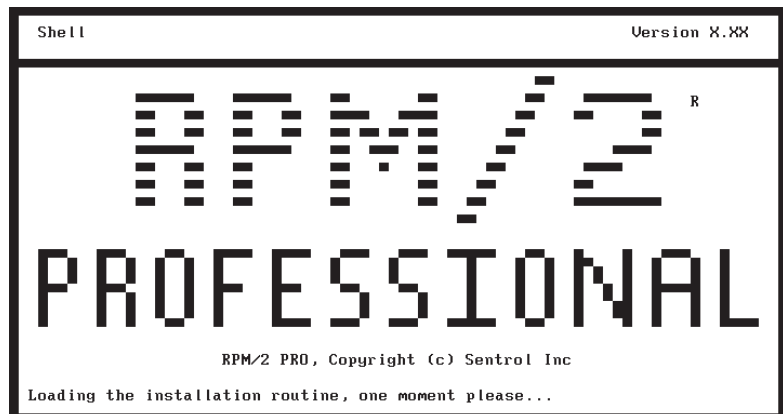 Shell Version X.XX
RPM/2 R
PROFESSIONAL
RPM/2 PRO, Copyright (c) Sentrol Inc
Loading the installation routine, one moment please...